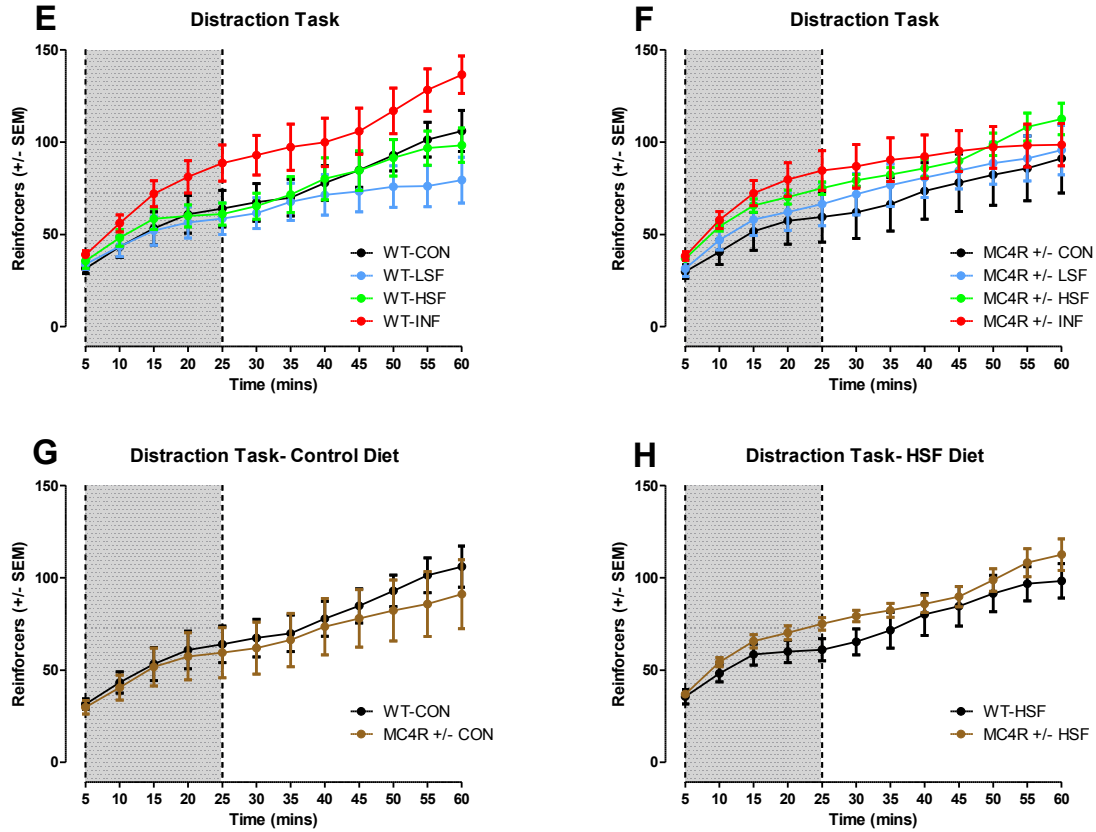 E
Distraction Task
Reinforcers (+/- SEM)
150
100
50
0
WT-CON
WT-LSF
WT-HSF
WT-INF
5 10 15 20 25 30 35 40 45 50 55 60
Time (mins)
F
Distraction Task
Reinforcers (+/- SEM)
150
100
50
0
MC4R +/- CON
MC4R +/- LSF
MC4R +/- HSF
MC4R +/- INF
5 10 15 20 25 30 35 40 45 50 55 60
Time (mins)
G
Distraction Task- Control Diet
Reinforcers (+/- SEM)
150
100
50
0
WT-CON
MC4R +/- CON
5 10 15 20 25 30 35 40 45 50 55 60
Time (mins)
H
Distraction Task- HSF Diet
Reinforcers (+/- SEM)
150
100
50
0
WT-HSF
MC4R +/- HSF
5 10 15 20 25 30 35 40 45 50 55 60
Time (mins)